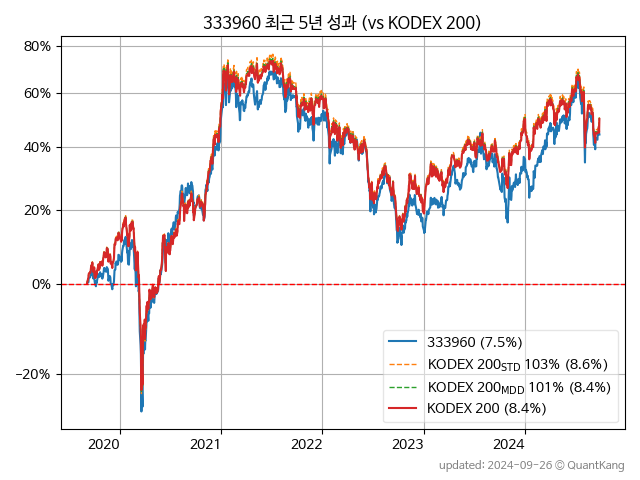 333960 최근 5년 성과 (vs KODEX 200)
80%
60%
40%
20%
0%
−20%
2020 2021 2022 2023 2024
333960 (7.5%)
KODEX 200STD 103% (8.6%)
KODEX 200MDD 101% (8.4%)
KODEX 200 (8.4%)
updated: 2024-09-26 ⓒ QuantKang